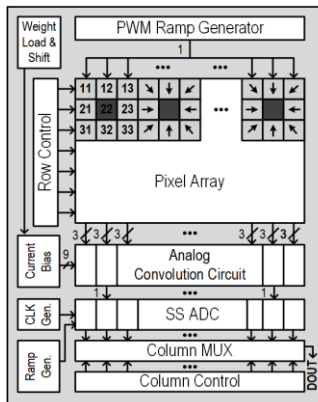 Weight
Load &
Shift
PWM Ramp Generator
1
•••
•••
11 12 13
21 22 23
•••
31 32 33
Row Control
Pixel Array
3 3 3 ••• 3 3 3
Current
Bias
9
Analog
Convolution Circuit
1 ••• 1
CLK
Gen.
SS ADC
•••
Ramp
Gen.
Column MUX
•••
Column Control
DOUT